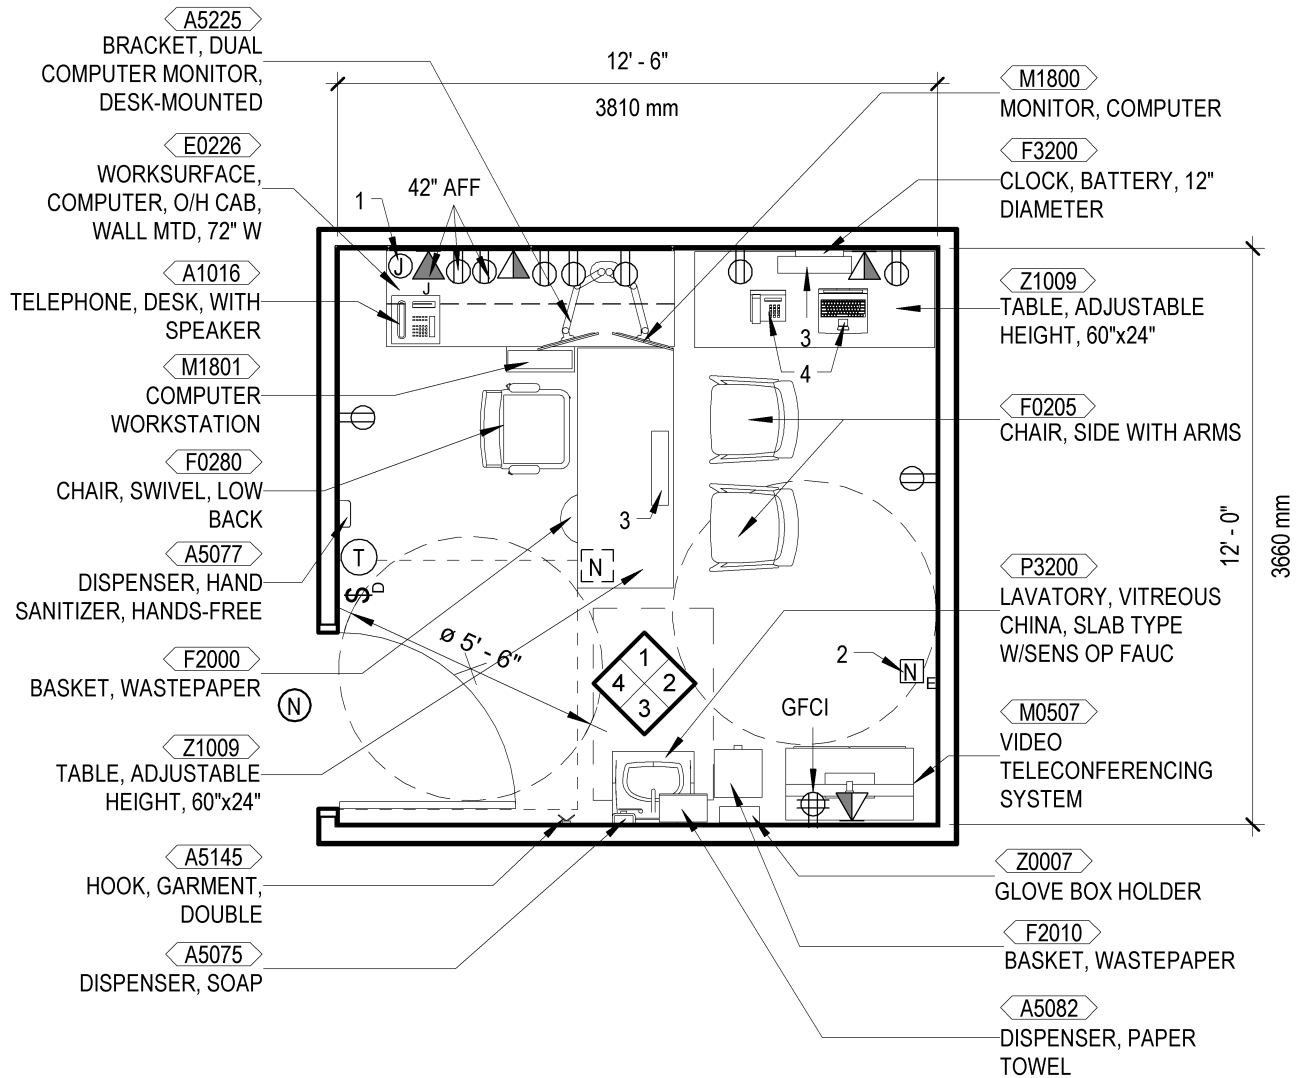 A5225
BRACKET, DUAL
COMPUTER MONITOR,
DESK-MOUNTED
E0226
WORKSURFACE,
COMPUTER, O/H CAB,
WALL MTD, 72" W
A1016
TELEPHONE, DESK, WITH
SPEAKER
M1801
COMPUTER
WORKSTATION
F0280
CHAIR, SWIVEL, LOW
BACK
A5077
DISPENSER, HAND
SANITIZER, HANDS-FREE
F2000
BASKET, WASTEPAPER
Z1009
TABLE, ADJUSTABLE
HEIGHT, 60"x24"
A5145
HOOK, GARMENT,
DOUBLE
A5075
DISPENSER, SOAP
12' - 6"
3810 mm
1
42" AFF
J
J
3
4
3
T
$
D
N
ø 5' - 6"
N
1
4 2
3
2
N
E
GFCI
K
M1800
MONITOR, COMPUTER
F3200
CLOCK, BATTERY, 12"
DIAMETER
Z1009
TABLE, ADJUSTABLE
HEIGHT, 60"x24"
F0205
CHAIR, SIDE WITH ARMS
12' - 0"
3660 mm
P3200
LAVATORY, VITREOUS
CHINA, SLAB TYPE
W/SENS OP FAUC
M0507
VIDEO
TELECONFERENCING
SYSTEM
Z0007
GLOVE BOX HOLDER
F2010
BASKET, WASTEPAPER
A5082
DISPENSER, PAPER
TOWEL